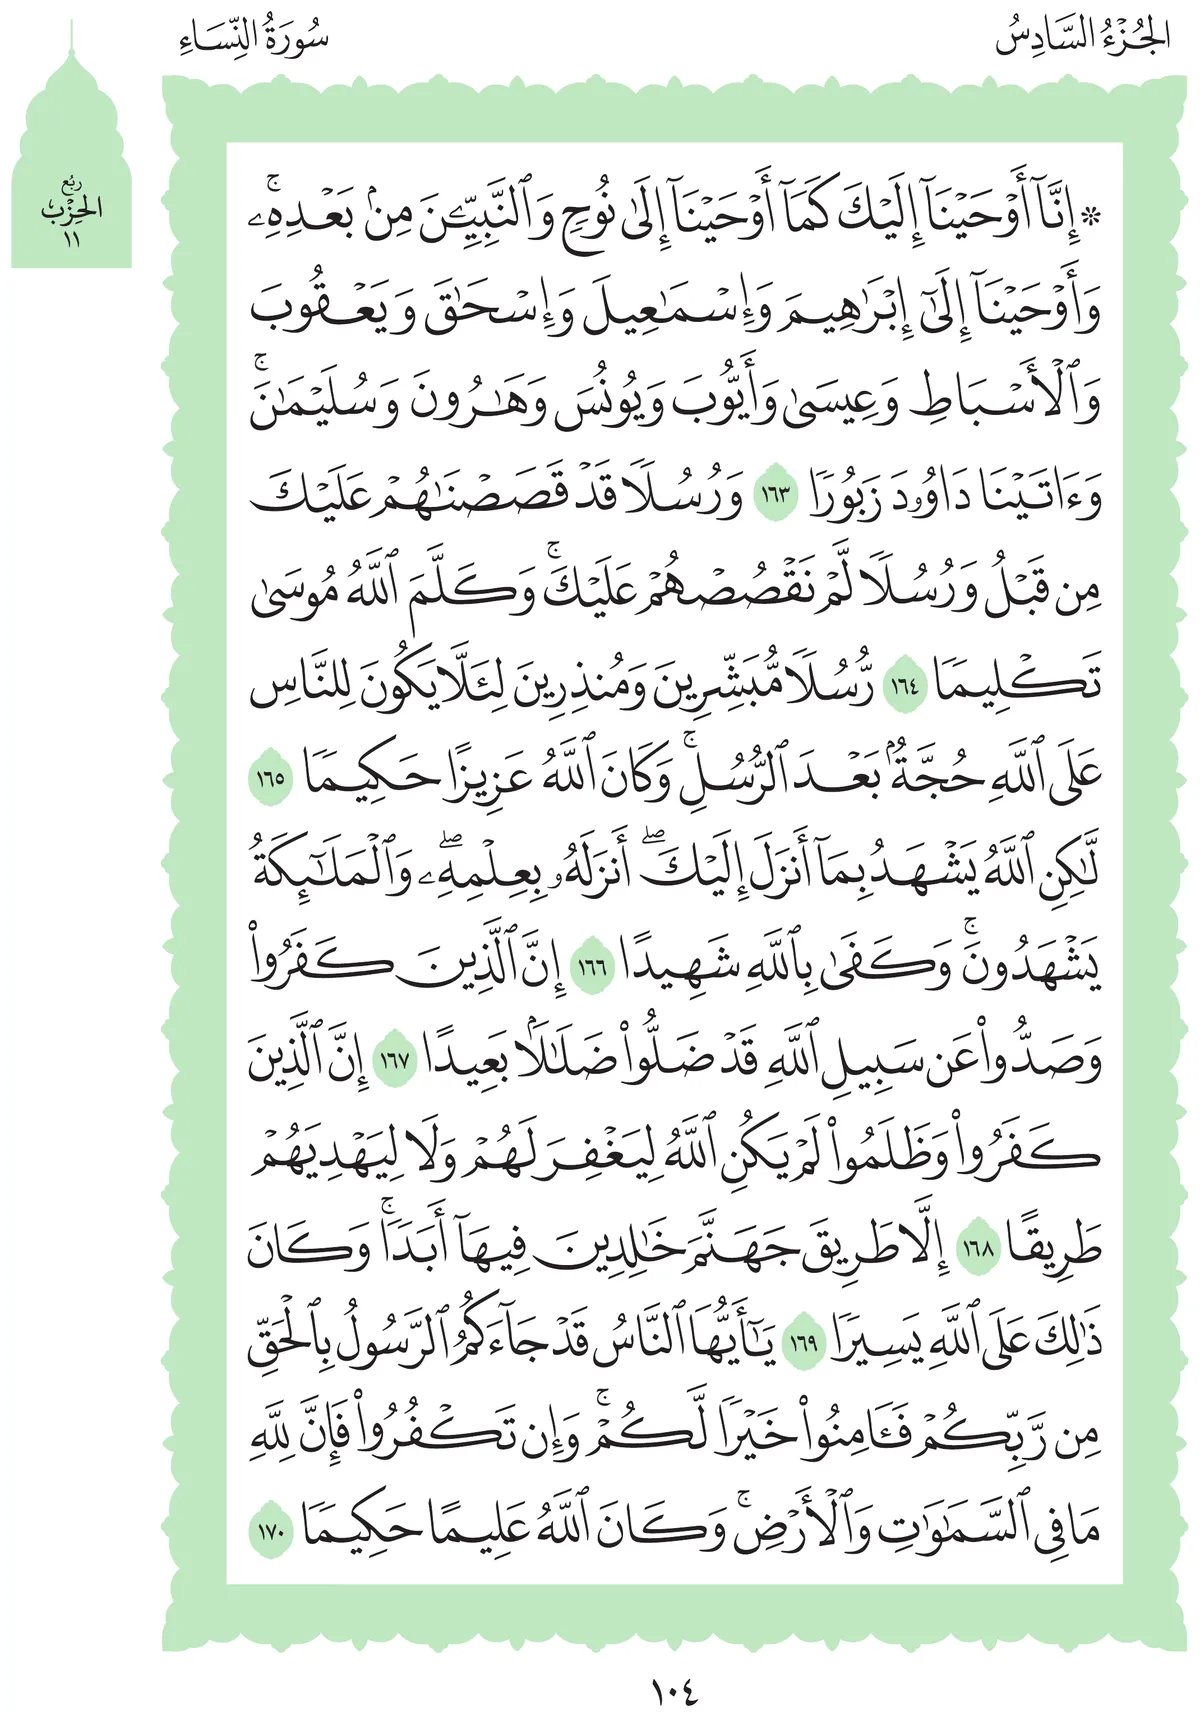 الجُزْءُ السَّادِسُ
سُورَةُ النِّسَاءِ
رُبُع
الحِزْب
١١
* إِنَّآ أَوْحَيْنَآ إِلَيْكَ كَمَآ أَوْحَيْنَآ إِلَىٰ نُوحٍ وَٱلنَّبِيِّـۧنَ مِنۢ بَعْدِهِۦۚ
وَأَوْحَيْنَآ إِلَىٰٓ إِبْرَٰهِيمَ وَإِسْمَٰعِيلَ وَإِسْحَٰقَ وَيَعْقُوبَ
وَٱلْأَسْبَاطِ وَعِيسَىٰ وَأَيُّوبَ وَيُونُسَ وَهَٰرُونَ وَسُلَيْمَٰنَۚ
وَءَاتَيْنَا دَاوُۥدَ زَبُورًا ١٦٣ وَرُسُلًا قَدْ قَصَصْنَٰهُمْ عَلَيْكَ
مِن قَبْلُ وَرُسُلًا لَّمْ نَقْصُصْهُمْ عَلَيْكَۚ وَكَلَّمَ ٱللَّهُ مُوسَىٰ
تَكْلِيمًا ١٦٤ رُّسُلًا مُّبَشِّرِينَ وَمُنذِرِينَ لِئَلَّا يَكُونَ لِلنَّاسِ
عَلَى ٱللَّهِ حُجَّةٌۢ بَعْدَ ٱلرُّسُلِۚ وَكَانَ ٱللَّهُ عَزِيزًا حَكِيمًا ١٦٥
لَّٰكِنِ ٱللَّهُ يَشْهَدُ بِمَآ أَنزَلَ إِلَيْكَۖ أَنزَلَهُۥ بِعِلْمِهِۦۖ وَٱلْمَلَٰٓئِكَةُ
يَشْهَدُونَۚ وَكَفَىٰ بِٱللَّهِ شَهِيدًا ١٦٦ إِنَّ ٱلَّذِينَ كَفَرُوا۟
وَصَدُّوا۟ عَن سَبِيلِ ٱللَّهِ قَدْ ضَلُّوا۟ ضَلَٰلًۢا بَعِيدًا ١٦٧ إِنَّ ٱلَّذِينَ
كَفَرُوا۟ وَظَلَمُوا۟ لَمْ يَكُنِ ٱللَّهُ لِيَغْفِرَ لَهُمْ وَلَا لِيَهْدِيَهُمْ
طَرِيقًا ١٦٨ إِلَّا طَرِيقَ جَهَنَّمَ خَٰلِدِينَ فِيهَآ أَبَدًاۚ وَكَانَ
ذَٰلِكَ عَلَى ٱللَّهِ يَسِيرًا ١٦٩ يَٰٓأَيُّهَا ٱلنَّاسُ قَدْ جَآءَكُمُ ٱلرَّسُولُ بِٱلْحَقِّ
مِن رَّبِّكُمْ فَـَٔامِنُوا۟ خَيْرًا لَّكُمْۚ وَإِن تَكْفُرُوا۟ فَإِنَّ لِلَّهِ
مَا فِى ٱلسَّمَٰوَٰتِ وَٱلْأَرْضِۚ وَكَانَ ٱللَّهُ عَلِيمًا حَكِيمًا ١٧٠
١٠٤